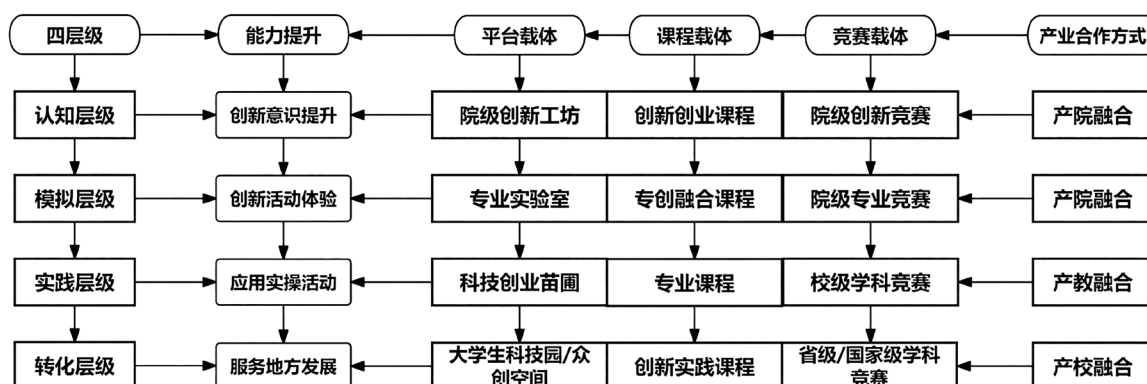 四层级
能力提升
平台载体
课程载体
竞赛载体
产业合作方式
认知层级
创新意识提升
院级创新工坊
创新创业课程
院级创新竞赛
产院融合
模拟层级
创新活动体验
专业实验室
专创融合课程
院级专业竞赛
产院融合
实践层级
应用实操活动
科技创业苗圃
专业课程
校级学科竞赛
产教融合
转化层级
服务地方发展
大学生科技园/众
创空间
创新实践课程
省级/国家级学科
竞赛
产校融合